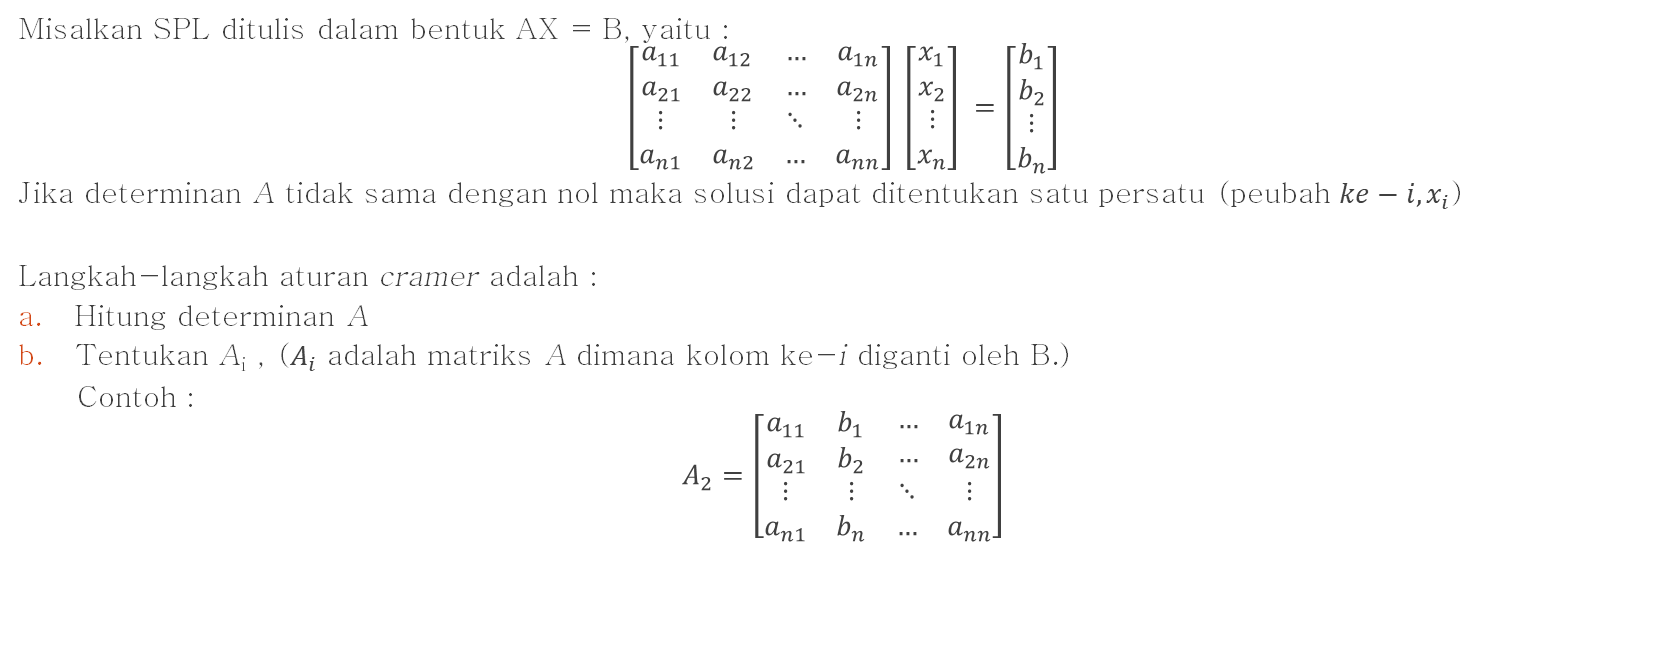 Misalkan SPL ditulis dalam bentuk AX = B, yaitu :
[a₁₁ a₁₂ … a₁ₙ] [x₁] [b₁]
[a₂₁ a₂₂ … a₂ₙ] [x₂] = [b₂]
[⋮ ⋮ ⋱ ⋮] [⋮] [⋮]
[aₙ₁ aₙ₂ … aₙₙ] [xₙ] [bₙ]
Jika determinan A tidak sama dengan nol maka solusi dapat ditentukan satu persatu (peubah ke − i, xᵢ)
Langkah-langkah aturan cramer adalah :
a. Hitung determinan A
b. Tentukan Aᵢ , (Aᵢ adalah matriks A dimana kolom ke-i diganti oleh B.)
Contoh :
[a₁₁ b₁ … a₁ₙ]
A₂ = [a₂₁ b₂ … a₂ₙ]
[⋮ ⋮ ⋱ ⋮]
[aₙ₁ bₙ … aₙₙ]